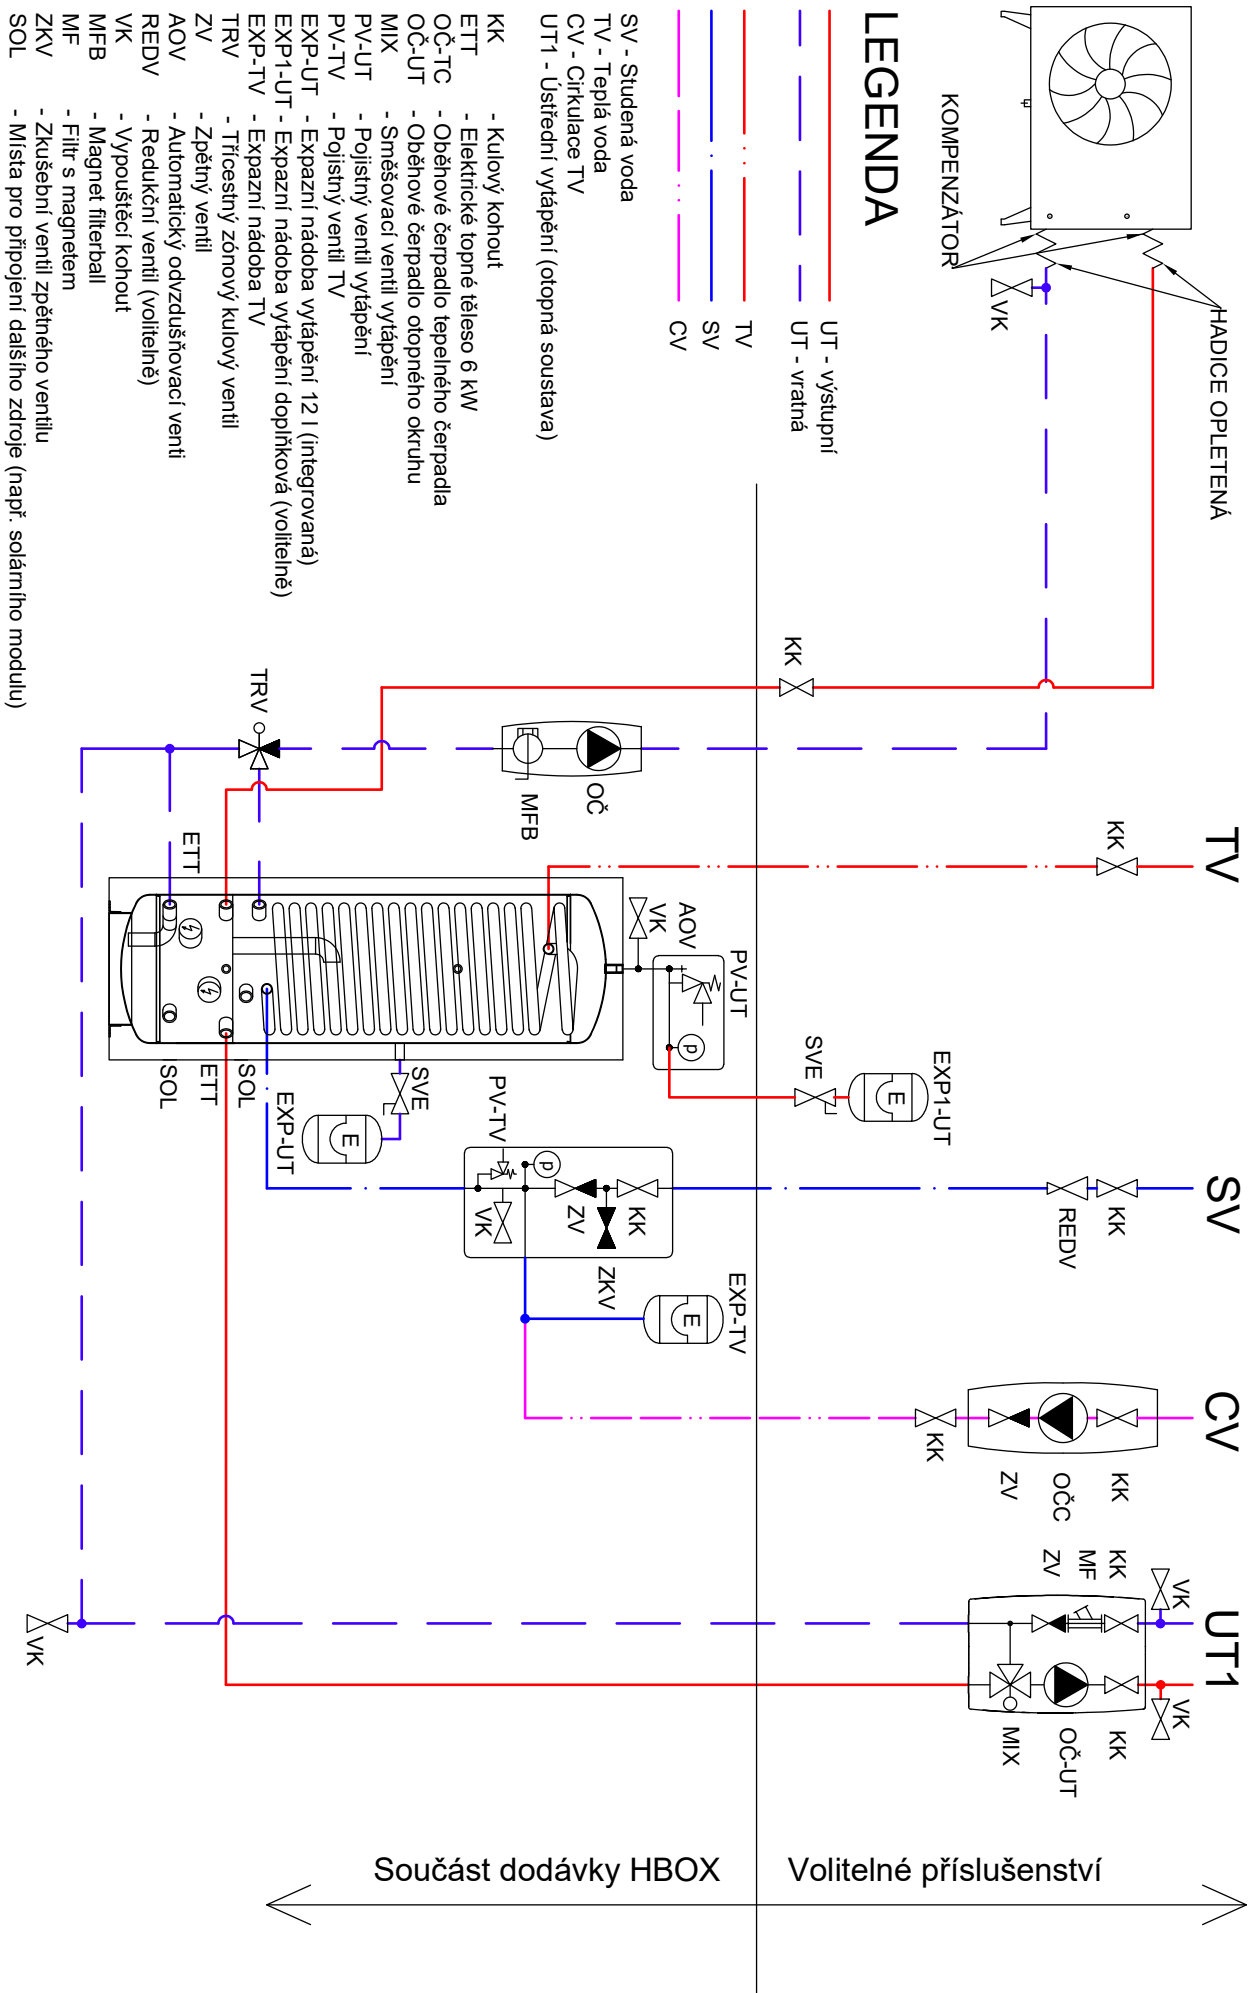 KOMPENZÁTOR
HADICE OPLETENÁ
VK
LEGENDA
UT - výstupní
UT - vratná
TV
SV
CV
SV - Studená voda
TV - Teplá voda
CV - Cirkulace TV
UT1 - Ústřední vytápění (otopná soustava)
KK - Kulový kohout
ETT - Elektrické topné těleso 6 kW
OČ-TC - Oběhové čerpadlo tepelného čerpadla
OČ-UT - Oběhové čerpadlo otopného okruhu
MIX - Směšovací ventil vytápění
PV-UT - Pojistný ventil vytápění
PV-TV - Pojistný ventil TV
EXP-UT - Expazní nádoba vytápění 12 l (integrovaná)
EXP1-UT - Expazní nádoba vytápění doplňková (volitelně)
EXP-TV - Expazní nádoba TV
TRV - Třícestný zónový kulový ventil
ZV - Zpětný ventil
AOV - Automatický odvzdušňovací venti
REDV - Redukční ventil (volitelně)
VK - Vypouštěcí kohout
MFB - Magnet filterball
MF - Filtr s magnetem
ZKV - Zkušební ventil zpětného ventilu
SOL - Místa pro připojení dalšího zdroje (např. solárního modulu)
KK
TRV
OČ
MFB
TV
KK
ETT
VK
AOV
PV-UT
p
SVE
EXP1-UT
E
SOL
ETT
SOL
EXP-UT
E
SVE
PV-TV
p
VK
ZV
KK
ZKV
EXP-TV
E
SV
KK
REDV
CV
KK
OČC
ZV
KK
UT1
VK
KK
MF
ZV
VK
KK
OČ-UT
MIX
VK
Součást dodávky HBOX
Volitelné příslušenství